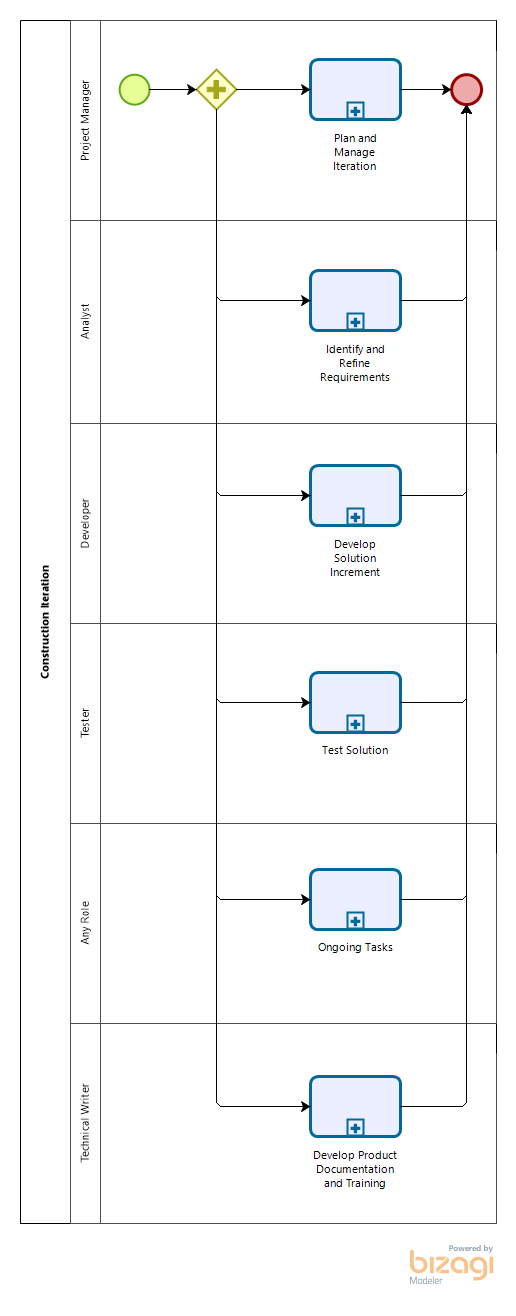 Construction Iteration
Project Manager
Plan and
Manage
Iteration
Analyst
Identify and
Refine
Requirements
Developer
Develop
Solution
Increment
Tester
Test Solution
Any Role
Ongoing Tasks
Technical Writer
Develop Product
Documentation
and Training
Powered by
bizagi
Modeler